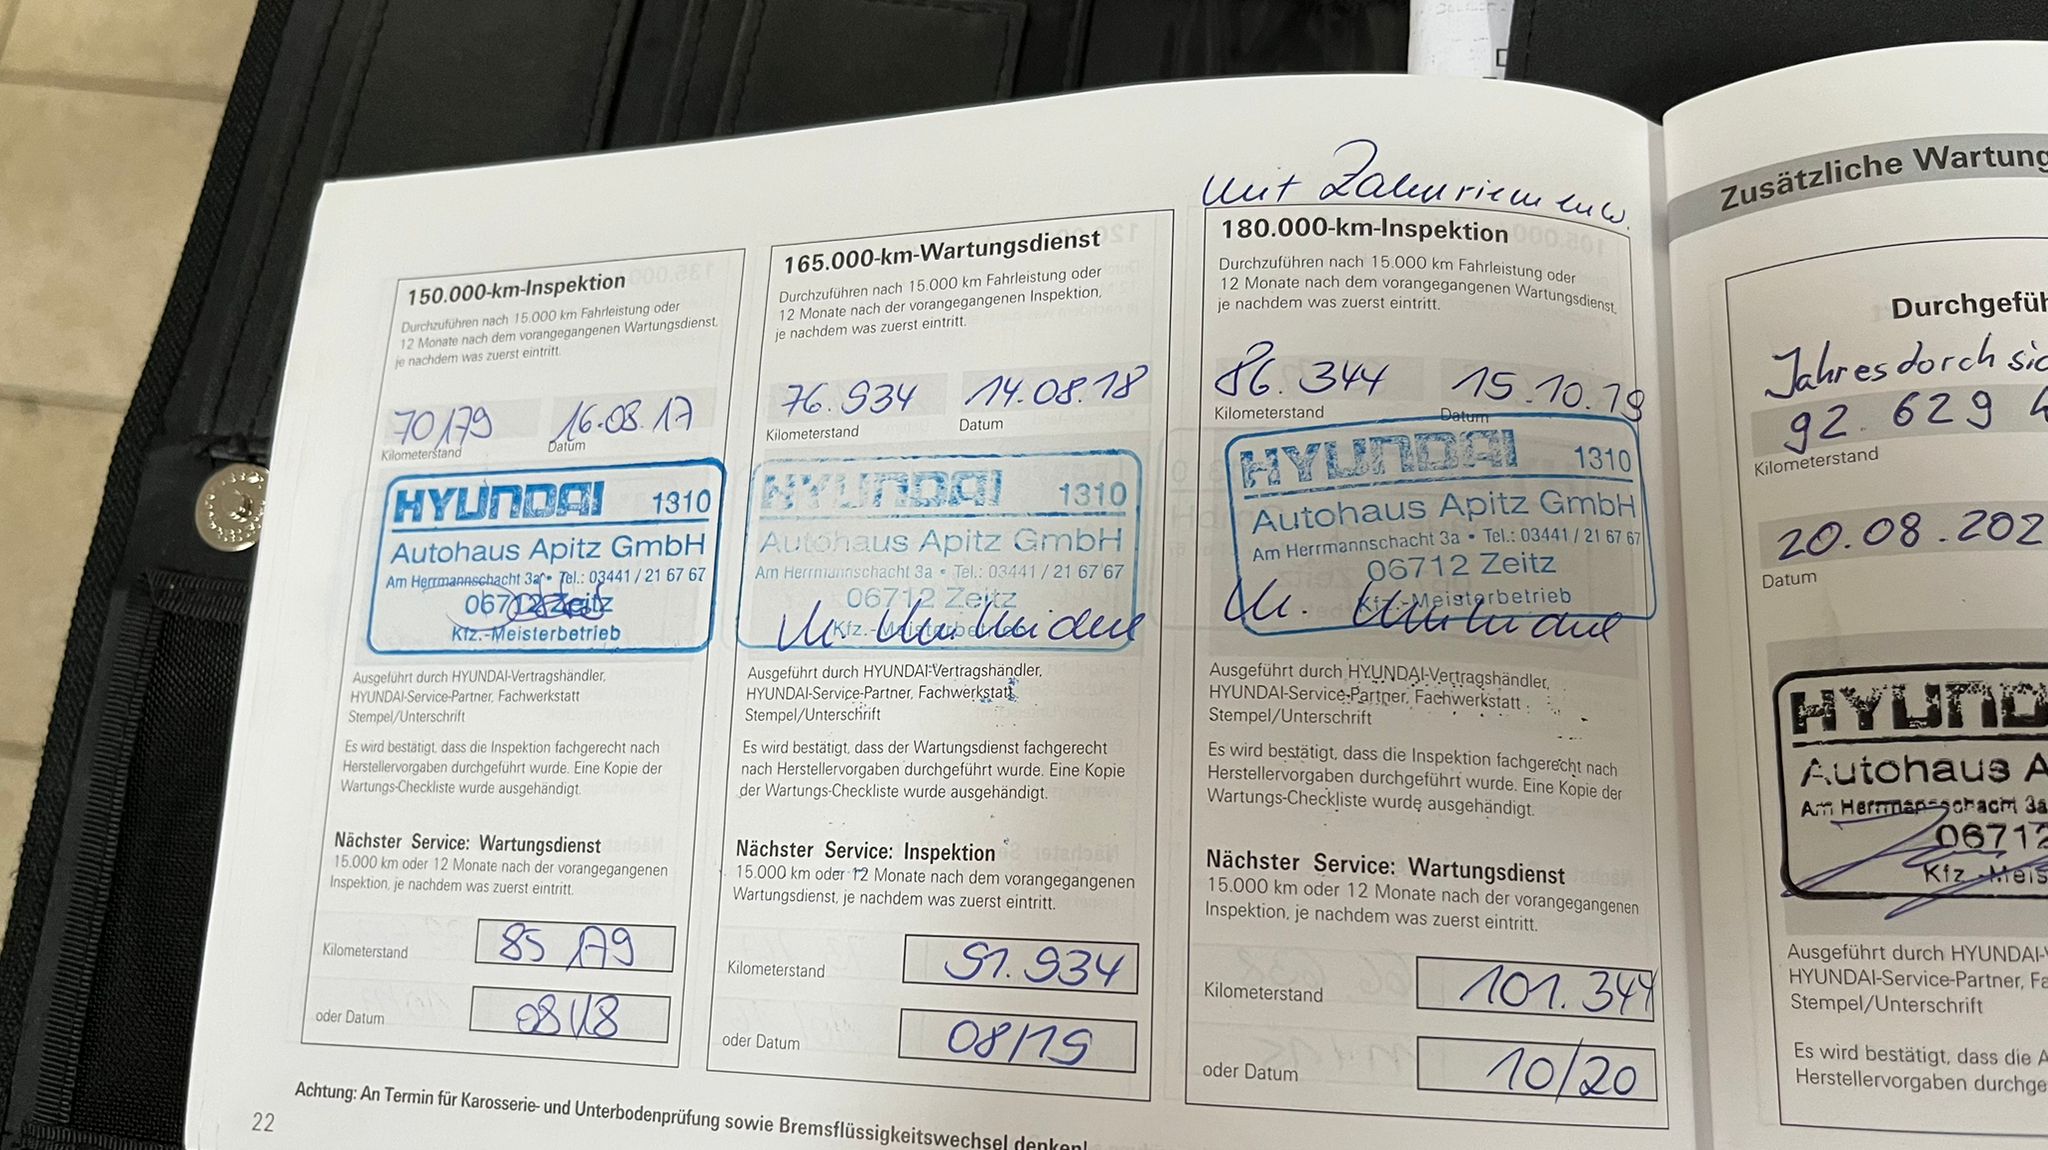 mit Zahnriemen
150.000-km-Inspektion
Durchzuführen nach 15.000 km Fahrleistung oder
12 Monate nach dem vorangegangenen Wartungsdienst,
je nachdem was zuerst eintritt.
70179 16.08.17
Kilometerstand Datum
HYUNDAI 1310
Autohaus Apitz GmbH
Am Herrmannschacht 3a • Tel.: 03441 / 21 67 67
06712 Zeitz
Kfz.-Meisterbetrieb
Ausgeführt durch HYUNDAI-Vertragshändler,
HYUNDAI-Service-Partner, Fachwerkstatt
Stempel/Unterschrift
Es wird bestätigt, dass die Inspektion fachgerecht nach
Herstellervorgaben durchgeführt wurde. Eine Kopie der
Wartungs-Checkliste wurde ausgehändigt.
Nächster Service: Wartungsdienst
15.000 km oder 12 Monate nach der vorangegangenen
Inspektion, je nachdem was zuerst eintritt.
Kilometerstand 85 179
oder Datum 08/18
165.000-km-Wartungsdienst
Durchzuführen nach 15.000 km Fahrleistung oder
12 Monate nach der vorangegangenen Inspektion,
je nachdem was zuerst eintritt.
76.934 14.08.18
Kilometerstand Datum
HYUNDAI 1310
Autohaus Apitz GmbH
Am Herrmannschacht 3a • Tel.: 03441 / 21 67 67
06712 Zeitz
Kfz.-Meisterbetrieb
Ausgeführt durch HYUNDAI-Vertragshändler,
HYUNDAI-Service-Partner, Fachwerkstatt
Stempel/Unterschrift
Es wird bestätigt, dass der Wartungsdienst fachgerecht
nach Herstellervorgaben durchgeführt wurde. Eine Kopie
der Wartungs-Checkliste wurde ausgehändigt.
Nächster Service: Inspektion
15.000 km oder 12 Monate nach dem vorangegangenen
Wartungsdienst, je nachdem was zuerst eintritt.
Kilometerstand 91.934
oder Datum 08/19
180.000-km-Inspektion
Durchzuführen nach 15.000 km Fahrleistung oder
12 Monate nach dem vorangegangenen Wartungsdienst,
je nachdem was zuerst eintritt.
86.344 15.10.19
Kilometerstand Datum
HYUNDAI 1310
Autohaus Apitz GmbH
Am Herrmannschacht 3a • Tel.: 03441 / 21 67 67
06712 Zeitz
Kfz.-Meisterbetrieb
Ausgeführt durch HYUNDAI-Vertragshändler,
HYUNDAI-Service-Partner, Fachwerkstatt
Stempel/Unterschrift
Es wird bestätigt, dass die Inspektion fachgerecht nach
Herstellervorgaben durchgeführt wurde. Eine Kopie der
Wartungs-Checkliste wurde ausgehändigt.
Nächster Service: Wartungsdienst
15.000 km oder 12 Monate nach der vorangegangenen
Inspektion, je nachdem was zuerst eintritt.
Kilometerstand 101.344
oder Datum 10/20
Achtung: An Termin für Karosserie- und Unterbodenprüfung sowie Bremsflüssigkeitswechsel denken!
22
Zusätzliche Wartung
Durchgefüh
Jahresdorchsic
92.629
Kilometerstand
20.08.202
Datum
HYUNDA
Autohaus A
Am Herrmannschacht 3a
06712
Kfz.-Meis
Ausgeführt durch HYUNDAI-V
HYUNDAI-Service-Partner, Fa
Stempel/Unterschrift
Es wird bestätigt, dass die A
Herstellervorgaben durchge